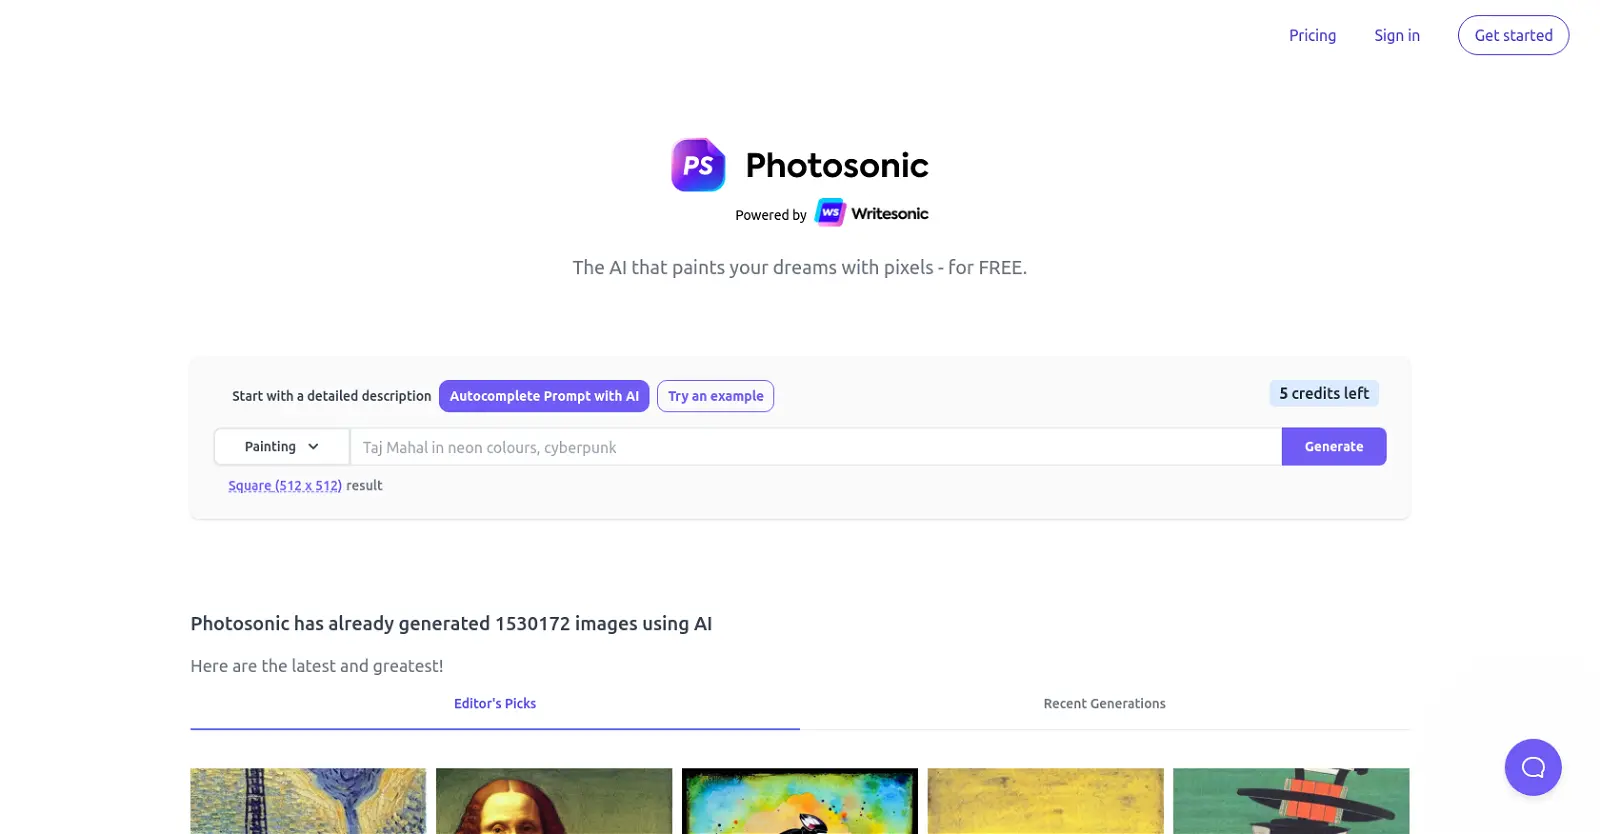 Pricing Sign in Get started
PS Photosonic
Powered by WS Writesonic
The AI that paints your dreams with pixels - for FREE.
Start with a detailed description Autocomplete Prompt with AI Try an example 5 credits left
Painting Taj Mahal in neon colours, cyberpunk Generate
Square (512 x 512) result
Photosonic has already generated 1530172 images using AI
Here are the latest and greatest!
Editor's Picks Recent Generations